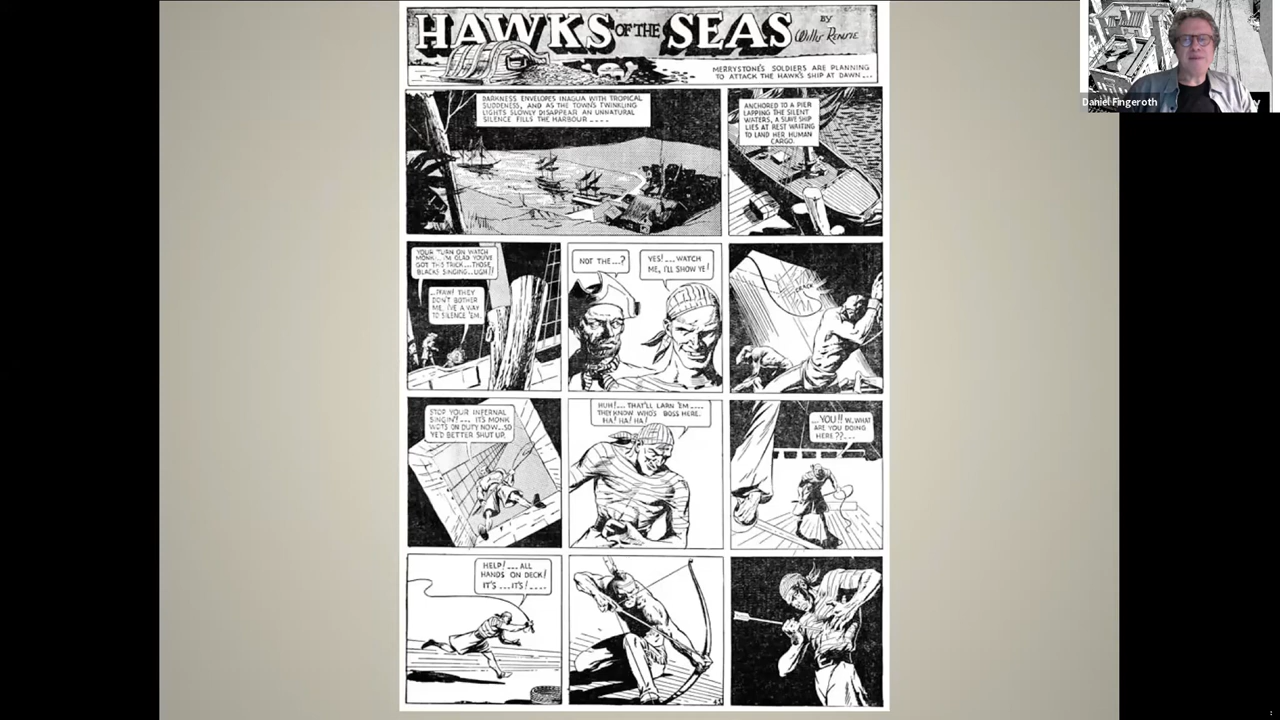 HAWKS OF THE SEAS
BY
Willis Rensie
MERRYSTONE'S SOLDIERS ARE PLANNING
TO ATTACK THE HAWK'S SHIP AT DAWN...
DARKNESS ENVELOPES INAGUA WITH TROPICAL
SUDDENESS, AND AS THE TOWN'S TWINKLING
LIGHTS SLOWLY DISAPPEAR AN UNNATURAL
SILENCE FILLS THE HARBOUR ----
ANCHORED TO A PIER
LAPPING THE SILENT
WATERS, A SLAVE SHIP
LIES AT REST WAITING
TO LAND HER HUMAN
CARGO.
YOUR TURN ON WATCH
MONK... I'M GLAD YOU'VE
GOT THIS TRICK... THOSE
BLACKS SINGING... UGH!!
THEY
DON'T BOTHER
ME, I'VE A WAY
TO SILENCE 'EM.
NOT THE...?
YES!... WATCH
ME, I'LL SHOW YE!
CRACK
STOP YOUR INFERNAL
SINGIN'!... IT'S MONK
ON DUTY NOW... SO
YE'D BETTER SHUT UP.
HUH!... THAT'LL LARN 'EM ----
THEY KNOW WHO'S BOSS HERE.
HA! HA! HA!
...YOU!! W..WHAT
ARE YOU DOING
HERE??---
HELP!... ALL
HANDS ON DECK!
IT'S ... IT'S! ----
Daniel Fingeroth